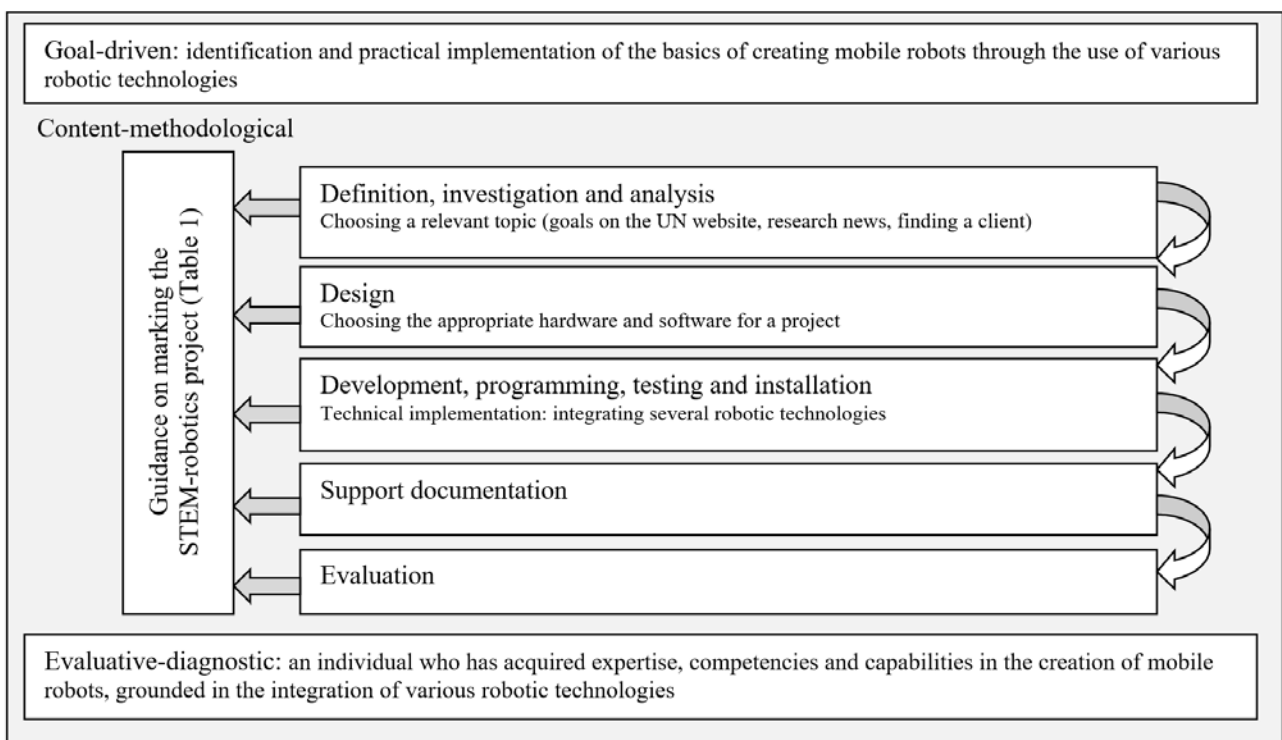 Goal-driven: identification and practical implementation of the basics of creating mobile robots through the use of various
robotic technologies
Content-methodological
Guidance on marking the
STEM-robotics project (Table 1)
Definition, investigation and analysis
Choosing a relevant topic (goals on the UN website, research news, finding a client)
Design
Choosing the appropriate hardware and software for a project
Development, programming, testing and installation
Technical implementation: integrating several robotic technologies
Support documentation
Evaluation
Evaluative-diagnostic: an individual who has acquired expertise, competencies and capabilities in the creation of mobile
robots, grounded in the integration of various robotic technologies